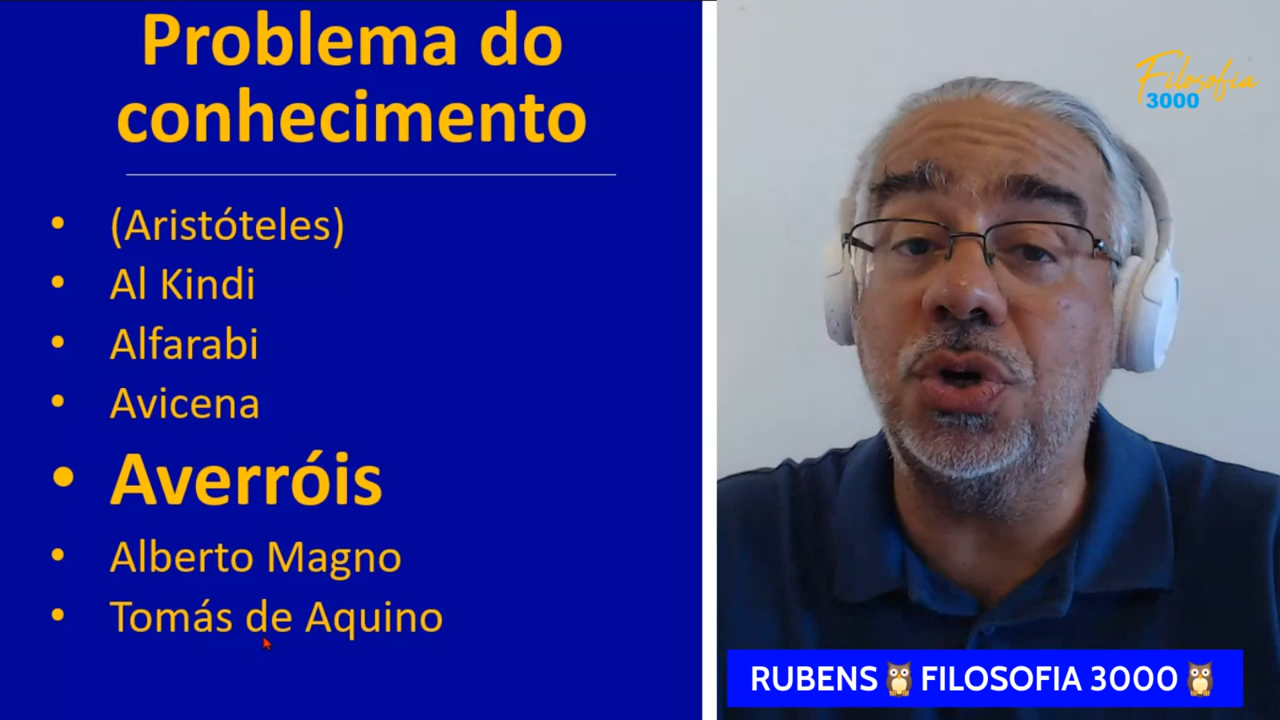 Problema do
conhecimento
• (Aristóteles)
• Al Kindi
• Alfarabi
• Avicena
• Averróis
• Alberto Magno
• Tomás de Aquino
Filosofia
3000
RUBENS🦉FILOSOFIA 3000🦉